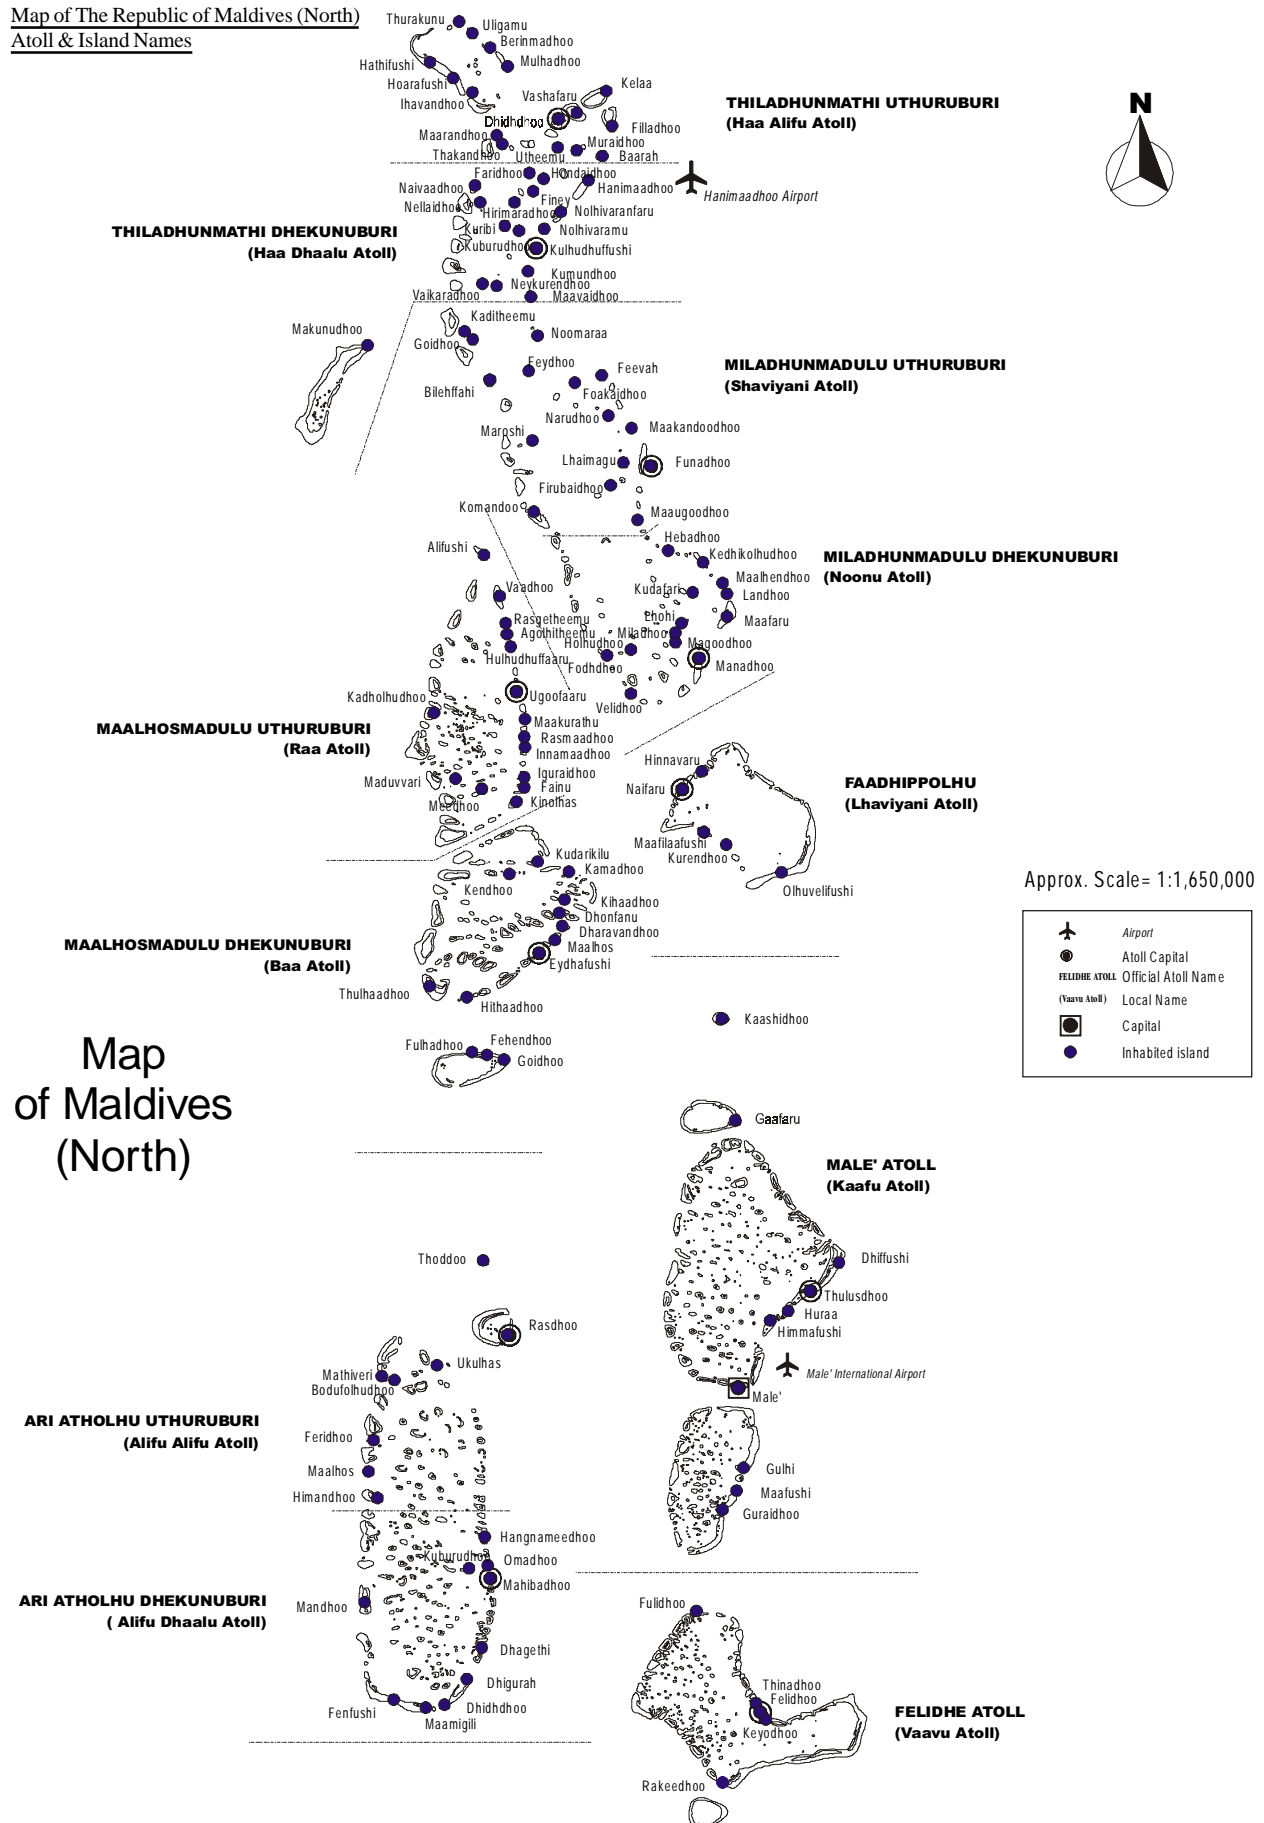 Map of The Republic of Maldives (North)
Atoll & Island Names
Thurakunu
Uligamu
Berinmadhoo
Hathifushi
Mulhadhoo
Hoarafushi
Ihavandhoo
Kelaa
Vashafaru
Dhidhdhoo
Filladhoo
Maarandhoo
Muraidhoo
Thakandhoo
Utheemu
Baarah
THILADHUNMATHI UTHURUBURI
(Haa Alifu Atoll)
N
Faridhoo
Hondaidhoo
Naivaadhoo
Hanimaadhoo
Hanimaadhoo Airport
Finey
Nellaidhoo
Hirimaradhoo
Nolhivaranfaru
Kuribi
Nolhivaramu
Kuburudhoo
Kulhudhuffushi
THILADHUNMATHI DHEKUNUBURI
(Haa Dhaalu Atoll)
Kumundhoo
Neykurendhoo
Vaikaradhoo
Maavaidhoo
Makunudhoo
Kaditheemu
Goidhoo
Noomaraa
Feydhoo
Feevah
Bilehffahi
Foakaidhoo
Narudhoo
Maroshi
Maakandoodhoo
Lhaimagu
Funadhoo
Firubaidhoo
Komandoo
Maaugoodhoo
MILADHUNMADULU UTHURUBURI
(Shaviyani Atoll)
Hebadhoo
Kedhikolhudhoo
Maalhendhoo
Kudafari
Landhoo
Lhohi
Maafaru
Miladhoo
Holhudhoo
Magoodhoo
Fodhdhoo
Manadhoo
Velidhoo
MILADHUNMADULU DHEKUNUBURI
(Noonu Atoll)
Alifushi
Vaadhoo
Rasgetheemu
Agolhitheemu
Hulhudhuffaaru
Kadholhudhoo
Ugoofaaru
Maakurathu
Rasmaadhoo
Innamaadhoo
Iguraidhoo
Maduvvari
Fainu
Meedhoo
Kinolhas
MAALHOSMADULU UTHURUBURI
(Raa Atoll)
Hinnavaru
Naifaru
Maafilaafushi
Kurendhoo
Olhuvelifushi
FAADHIPPOLHU
(Lhaviyani Atoll)
Kudarikilu
Kamadhoo
Kendhoo
Kihaadhoo
Dhonfanu
Dharavandhoo
Maalhos
Eydhafushi
Thulhaadhoo
Hithaadhoo
Fulhadhoo
Fehendhoo
Goidhoo
MAALHOSMADULU DHEKUNUBURI
(Baa Atoll)
Approx. Scale= 1:1,650,000
Airport
Atoll Capital
FELIDHE ATOLL Official Atoll Name
(Vaavu Atoll) Local Name
Capital
Inhabited island
Map
of Maldives
(North)
Kaashidhoo
Gaafaru
MALE' ATOLL
(Kaafu Atoll)
Dhiffushi
Thulusdhoo
Huraa
Himmafushi
Male' International Airport
Male'
Gulhi
Maafushi
Guraidhoo
Thoddoo
Rasdhoo
Ukulhas
Mathiveri
Bodufolhudhoo
Feridhoo
Maalhos
Himandhoo
ARI ATHOLHU UTHURUBURI
(Alifu Alifu Atoll)
Hangnameedhoo
Kuburudhoo
Omadhoo
Mahibadhoo
Mandhoo
Dhagethi
Dhigurah
Dhidhdhoo
Fenfushi
Maamigili
ARI ATHOLHU DHEKUNUBURI
( Alifu Dhaalu Atoll)
Fulidhoo
Thinadhoo
Felidhoo
Keyodhoo
Rakeedhoo
FELIDHE ATOLL
(Vaavu Atoll)